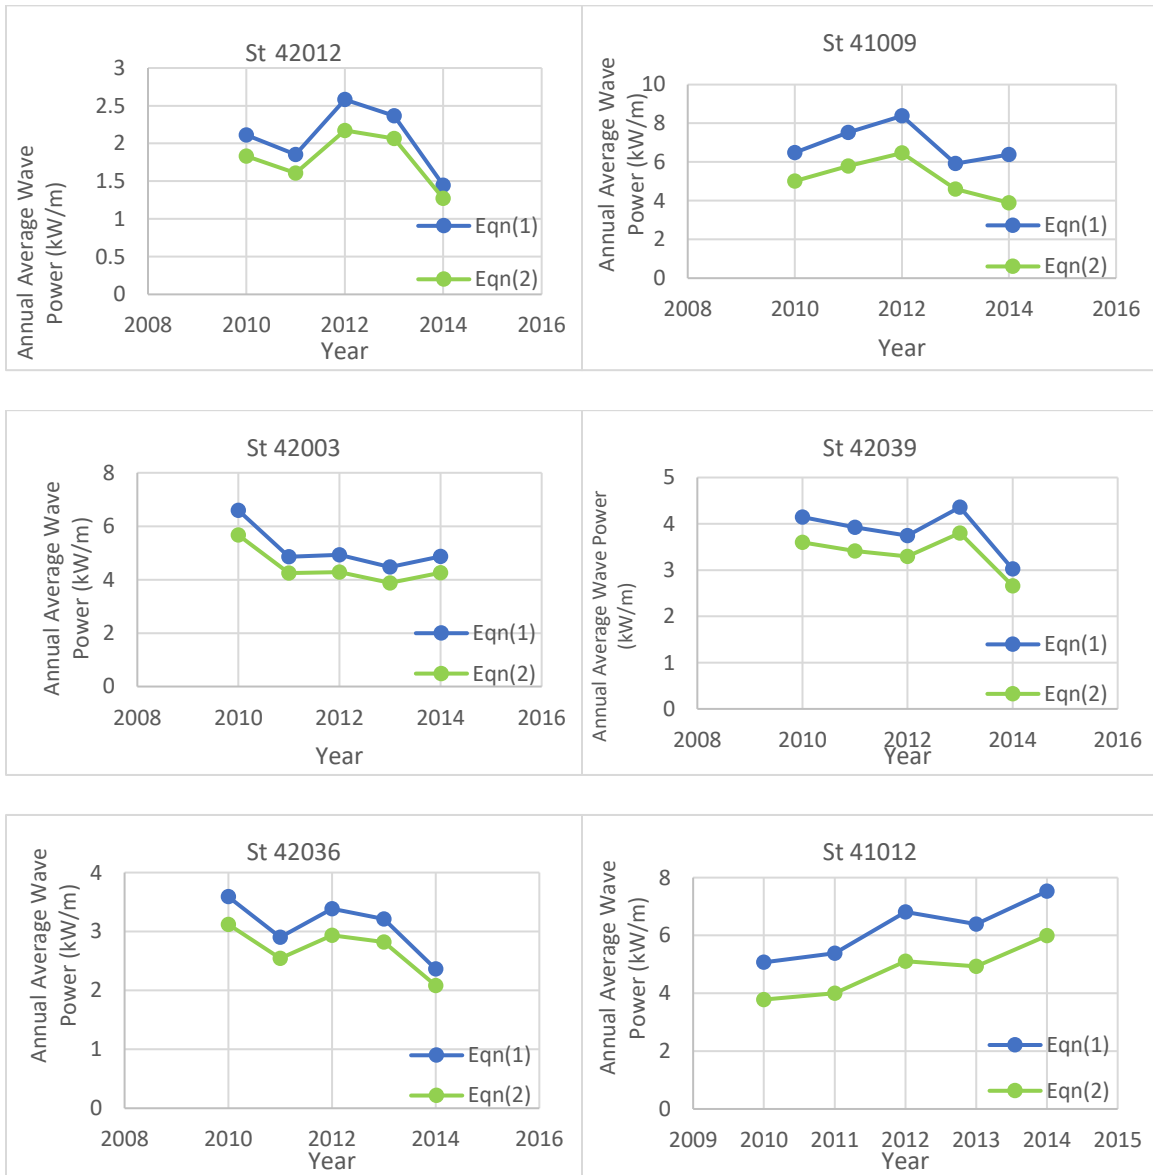 St 42012
Annual Average Wave
Power (kW/m)
3
2.5
2
1.5
1
0.5
0
Eqn(1)
Eqn(2)
2008 2010 2012 2014 2016
Year
St 41009
Annual Average Wave
Power (kW/m)
10
8
6
4
2
0
Eqn(1)
Eqn(2)
2008 2010 2012 2014 2016
Year
St 42003
Annual Average Wave
Power (kW/m)
8
6
4
2
0
Eqn(1)
Eqn(2)
2008 2010 2012 2014 2016
Year
St 42039
Annual Average Wave Power
(kW/m)
5
4
3
2
1
0
Eqn(1)
Eqn(2)
2008 2010 2012 2014 2016
Year
St 42036
Annual Average Wave
Power (kW/m)
4
3
2
1
0
Eqn(1)
Eqn(2)
2008 2010 2012 2014 2016
Year
St 41012
Annual Average Wave
Power (kW/m)
8
6
4
2
0
Eqn(1)
Eqn(2)
2009 2010 2011 2012 2013 2014 2015
Year